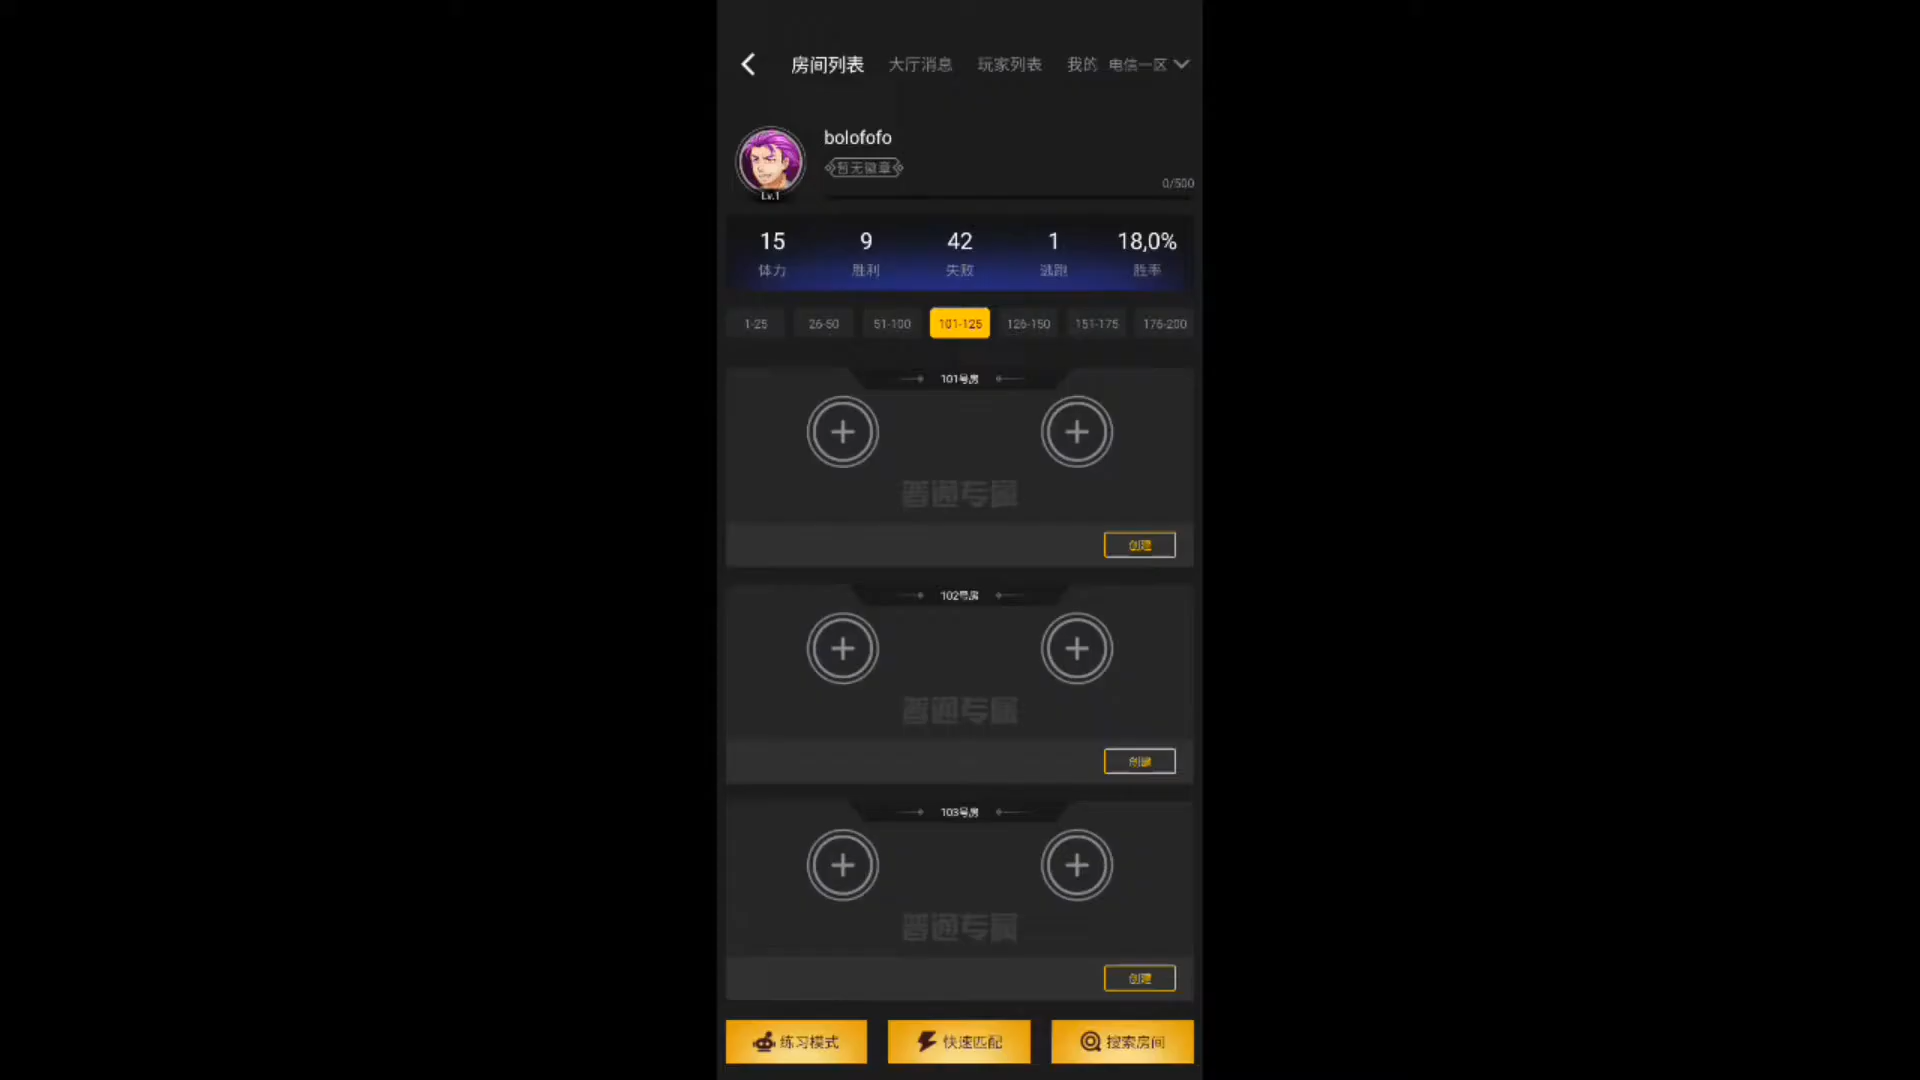 房间列表 大厅消息 玩家列表 我的 电信一区
bolofofo
暂无徽章
0/500
Lv.1
15 9 42 1 18,0%
体力 胜利 失败 逃跑 胜率
1-25 26-50 51-100 101-125 126-150 151-175 176-200
101号房
普通专属
创建
102号房
普通专属
创建
103号房
普通专属
创建
练习模式 快速匹配 搜索房间